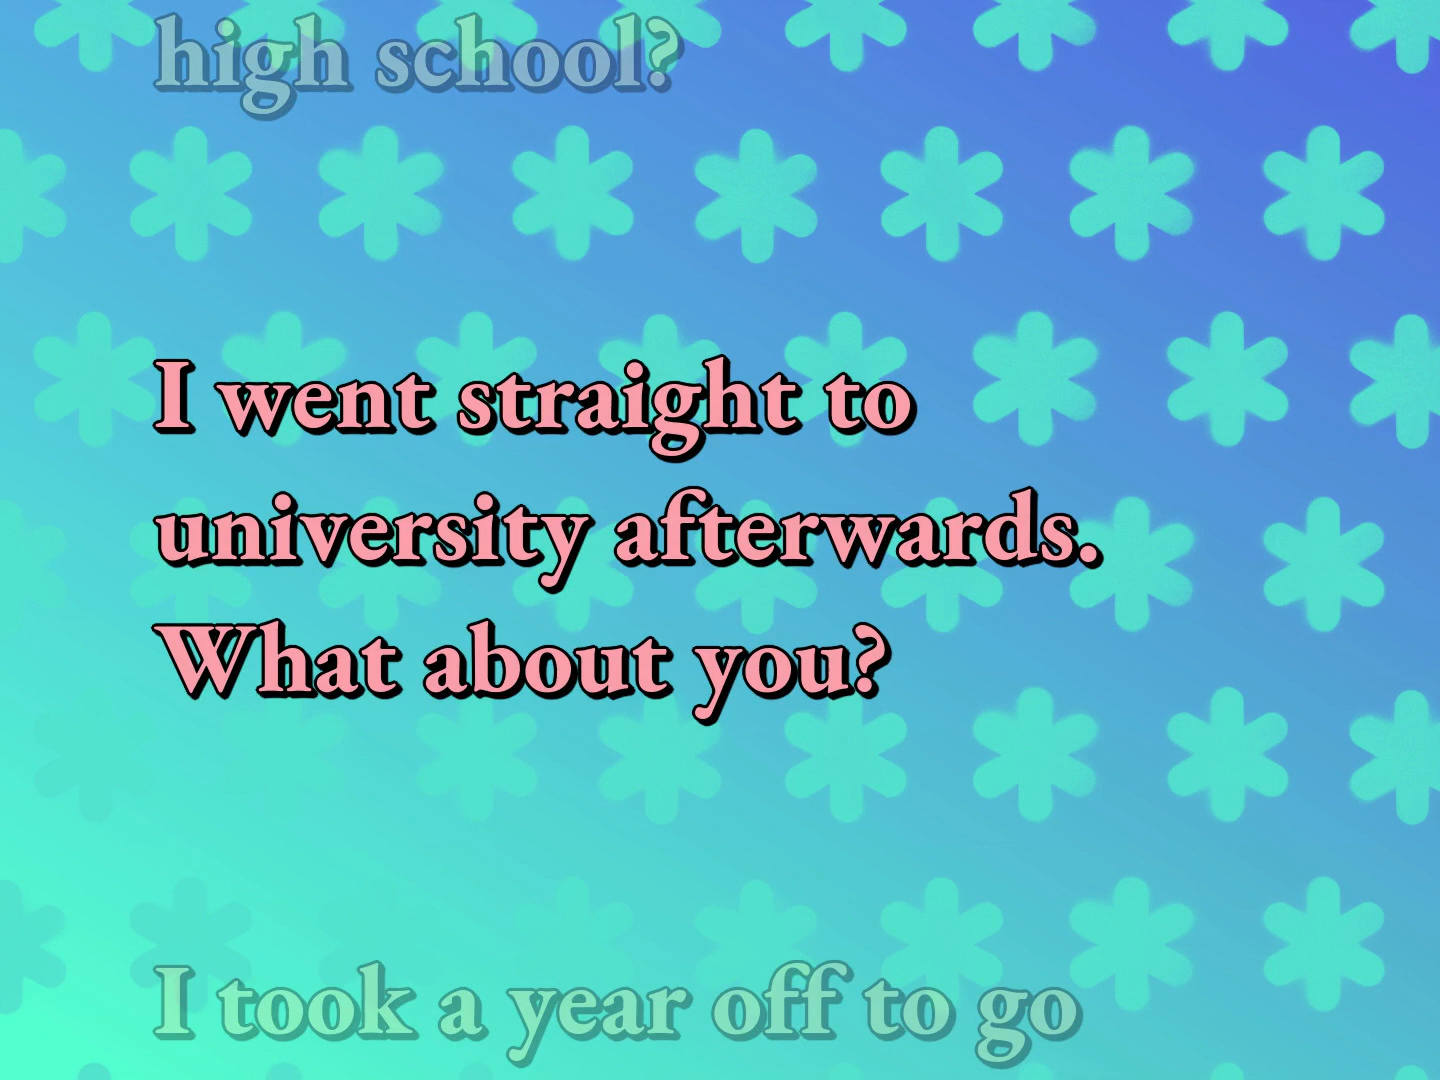 high school?
I went straight to
university afterwards.
What about you?
I took a year off to go